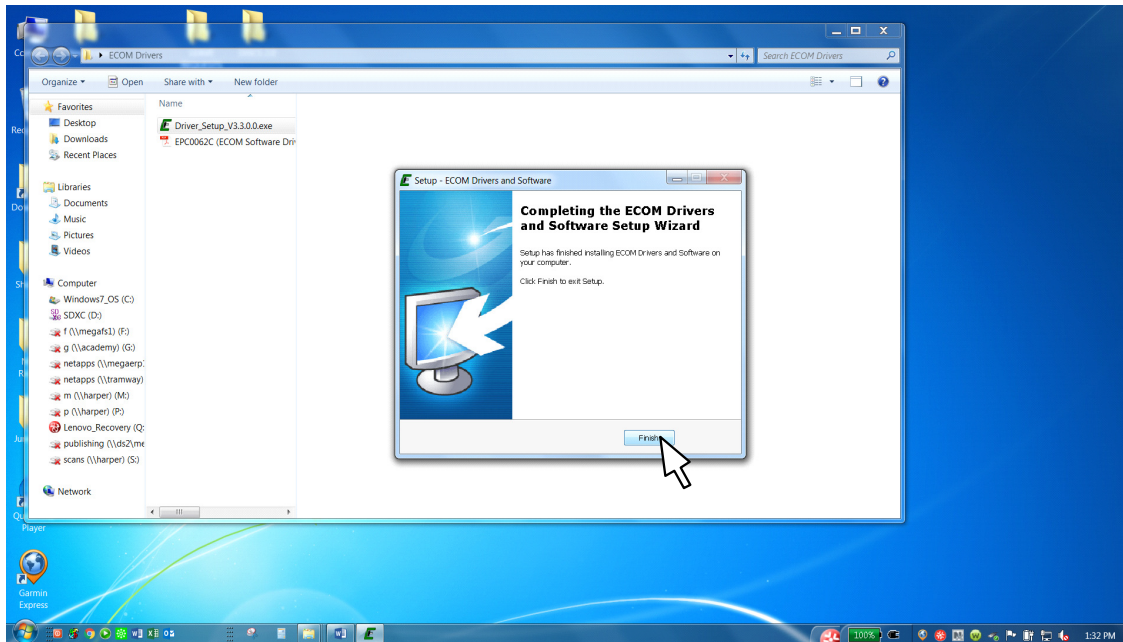 ECOM Drivers
Search ECOM Drivers
Organize
Open
Share with
New folder
Favorites
Desktop
Downloads
Recent Places
Libraries
Documents
Music
Pictures
Videos
Computer
Windows7_OS (C:)
SDXC (D:)
f (\\megafs1) (F:)
g (\\academy) (G:)
netapps (\\megaerp
netapps (\\tramway)
m (\\harper) (M:)
p (\\harper) (P:)
Lenovo_Recovery (Q:
publishing (\\ds2\me
scans (\\harper) (S:)
Network
Name
Driver_Setup_V3.3.0.0.exe
EPC0062C (ECOM Software Dri
Setup - ECOM Drivers and Software
Completing the ECOM Drivers
and Software Setup Wizard
Setup has finished installing ECOM Drivers and Software on
your computer.
Click Finish to exit Setup.
Finish
Player
Garmin
Express
100%
1:32 PM